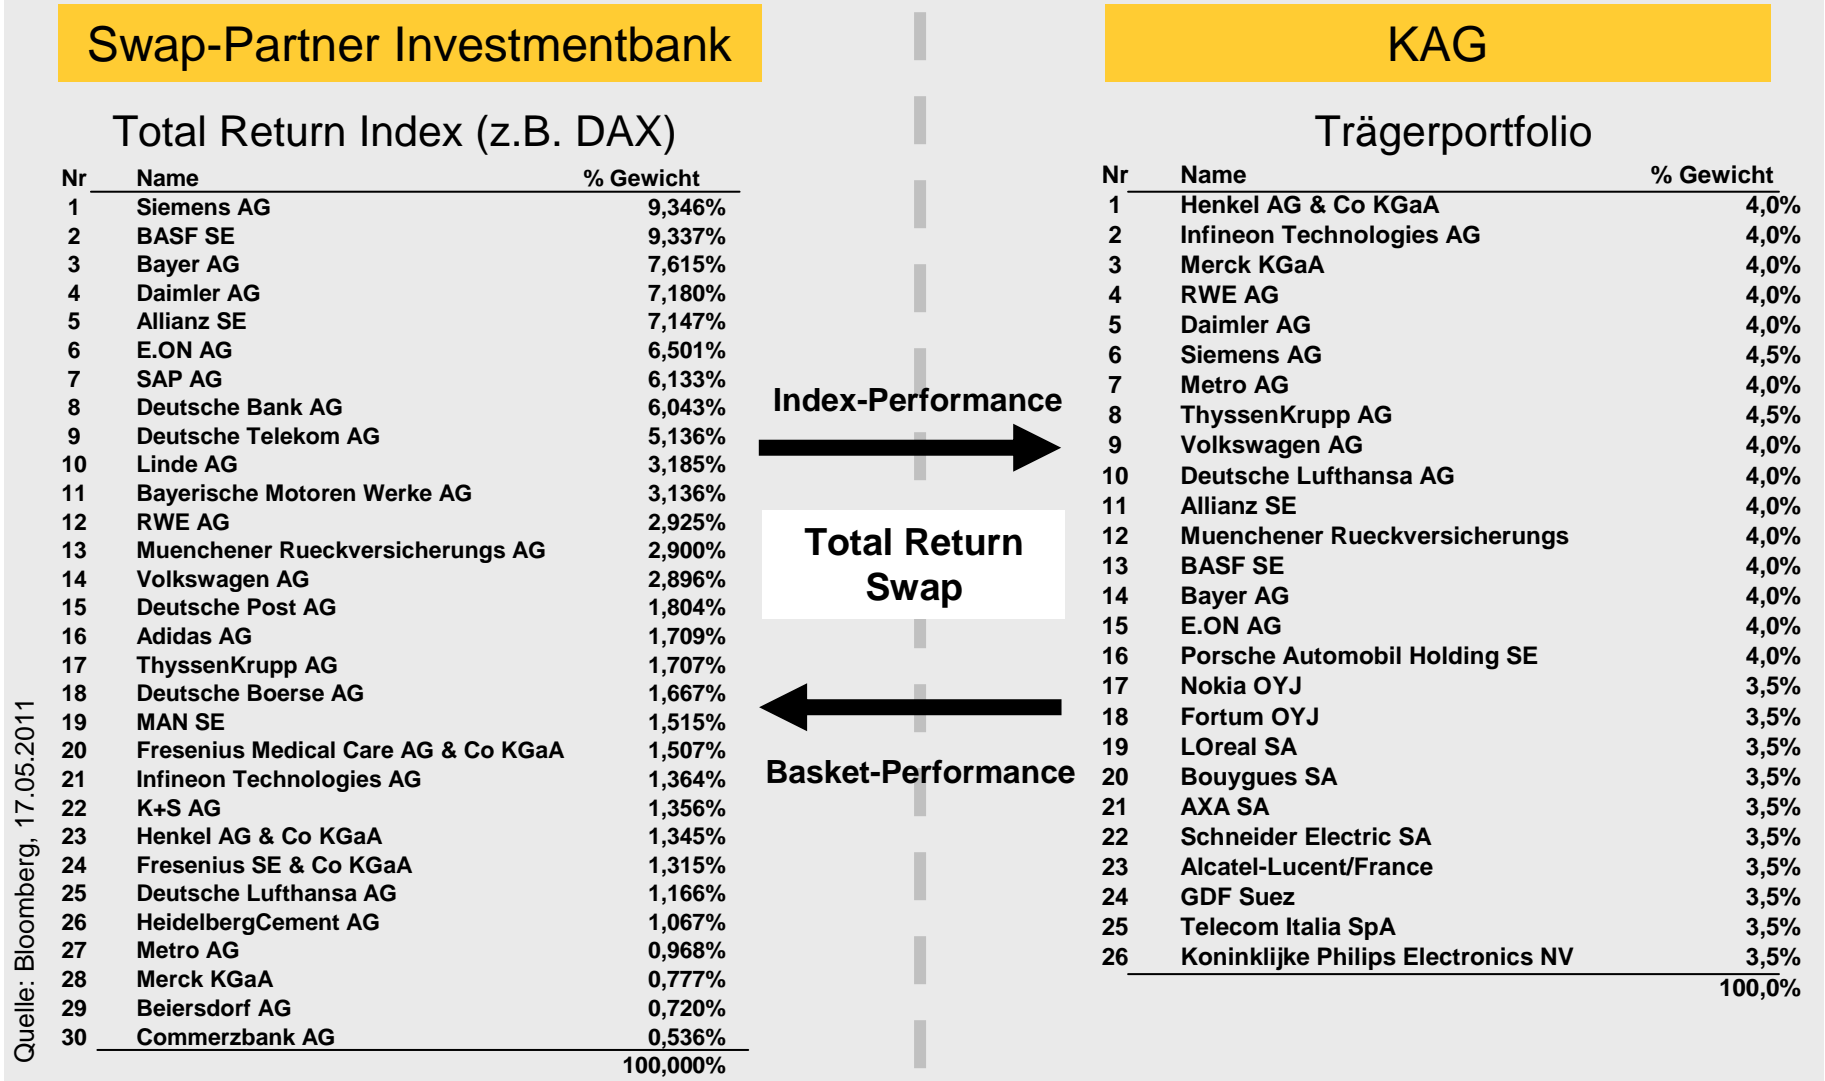 Swap-Partner Investmentbank
Total Return Index (z.B. DAX)
Nr Name % Gewicht
1 Siemens AG 9,346%
2 BASF SE 9,337%
3 Bayer AG 7,615%
4 Daimler AG 7,180%
5 Allianz SE 7,147%
6 E.ON AG 6,501%
7 SAP AG 6,133%
8 Deutsche Bank AG 6,043%
9 Deutsche Telekom AG 5,136%
10 Linde AG 3,185%
11 Bayerische Motoren Werke AG 3,136%
12 RWE AG 2,925%
13 Muenchener Rueckversicherungs AG 2,900%
14 Volkswagen AG 2,896%
15 Deutsche Post AG 1,804%
16 Adidas AG 1,709%
17 ThyssenKrupp AG 1,707%
18 Deutsche Boerse AG 1,667%
19 MAN SE 1,515%
20 Fresenius Medical Care AG & Co KGaA 1,507%
21 Infineon Technologies AG 1,364%
22 K+S AG 1,356%
23 Henkel AG & Co KGaA 1,345%
24 Fresenius SE & Co KGaA 1,315%
25 Deutsche Lufthansa AG 1,166%
26 HeidelbergCement AG 1,067%
27 Metro AG 0,968%
28 Merck KGaA 0,777%
29 Beiersdorf AG 0,720%
30 Commerzbank AG 0,536%
100,000%
Quelle: Bloomberg, 17.05.2011
Index-Performance
Total Return
Swap
Basket-Performance
KAG
Trägerportfolio
Nr Name % Gewicht
1 Henkel AG & Co KGaA 4,0%
2 Infineon Technologies AG 4,0%
3 Merck KGaA 4,0%
4 RWE AG 4,0%
5 Daimler AG 4,0%
6 Siemens AG 4,5%
7 Metro AG 4,0%
8 ThyssenKrupp AG 4,5%
9 Volkswagen AG 4,0%
10 Deutsche Lufthansa AG 4,0%
11 Allianz SE 4,0%
12 Muenchener Rueckversicherungs 4,0%
13 BASF SE 4,0%
14 Bayer AG 4,0%
15 E.ON AG 4,0%
16 Porsche Automobil Holding SE 4,0%
17 Nokia OYJ 3,5%
18 Fortum OYJ 3,5%
19 LOreal SA 3,5%
20 Bouygues SA 3,5%
21 AXA SA 3,5%
22 Schneider Electric SA 3,5%
23 Alcatel-Lucent/France 3,5%
24 GDF Suez 3,5%
25 Telecom Italia SpA 3,5%
26 Koninklijke Philips Electronics NV 3,5%
100,0%